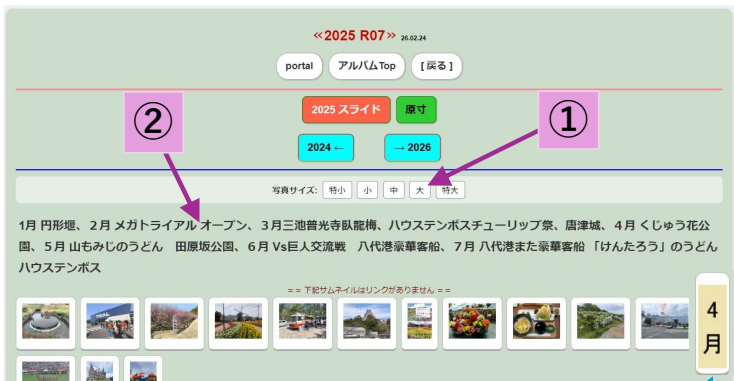 ≪2025 R07≫ 26.02.24
portal アルバムTop [ 戻る ]
2025 スライド 原寸
2024 ← → 2026
② ①
写真サイズ: 特小 小 中 大 特大
1月 円形堰、２月 メガトライアル オープン、３月三池普光寺臥龍梅、ハウステンボスチューリップ祭、唐津城、４月 くじゅう花公
園、５月 山もみじのうどん　田原坂公園、６月 Vs巨人交流戦　八代港豪華客船、７月 八代港また豪華客船 「けんたろう」のうどん
ハウステンボス
= = 下記サムネイルはリンクがありません = =
4
月